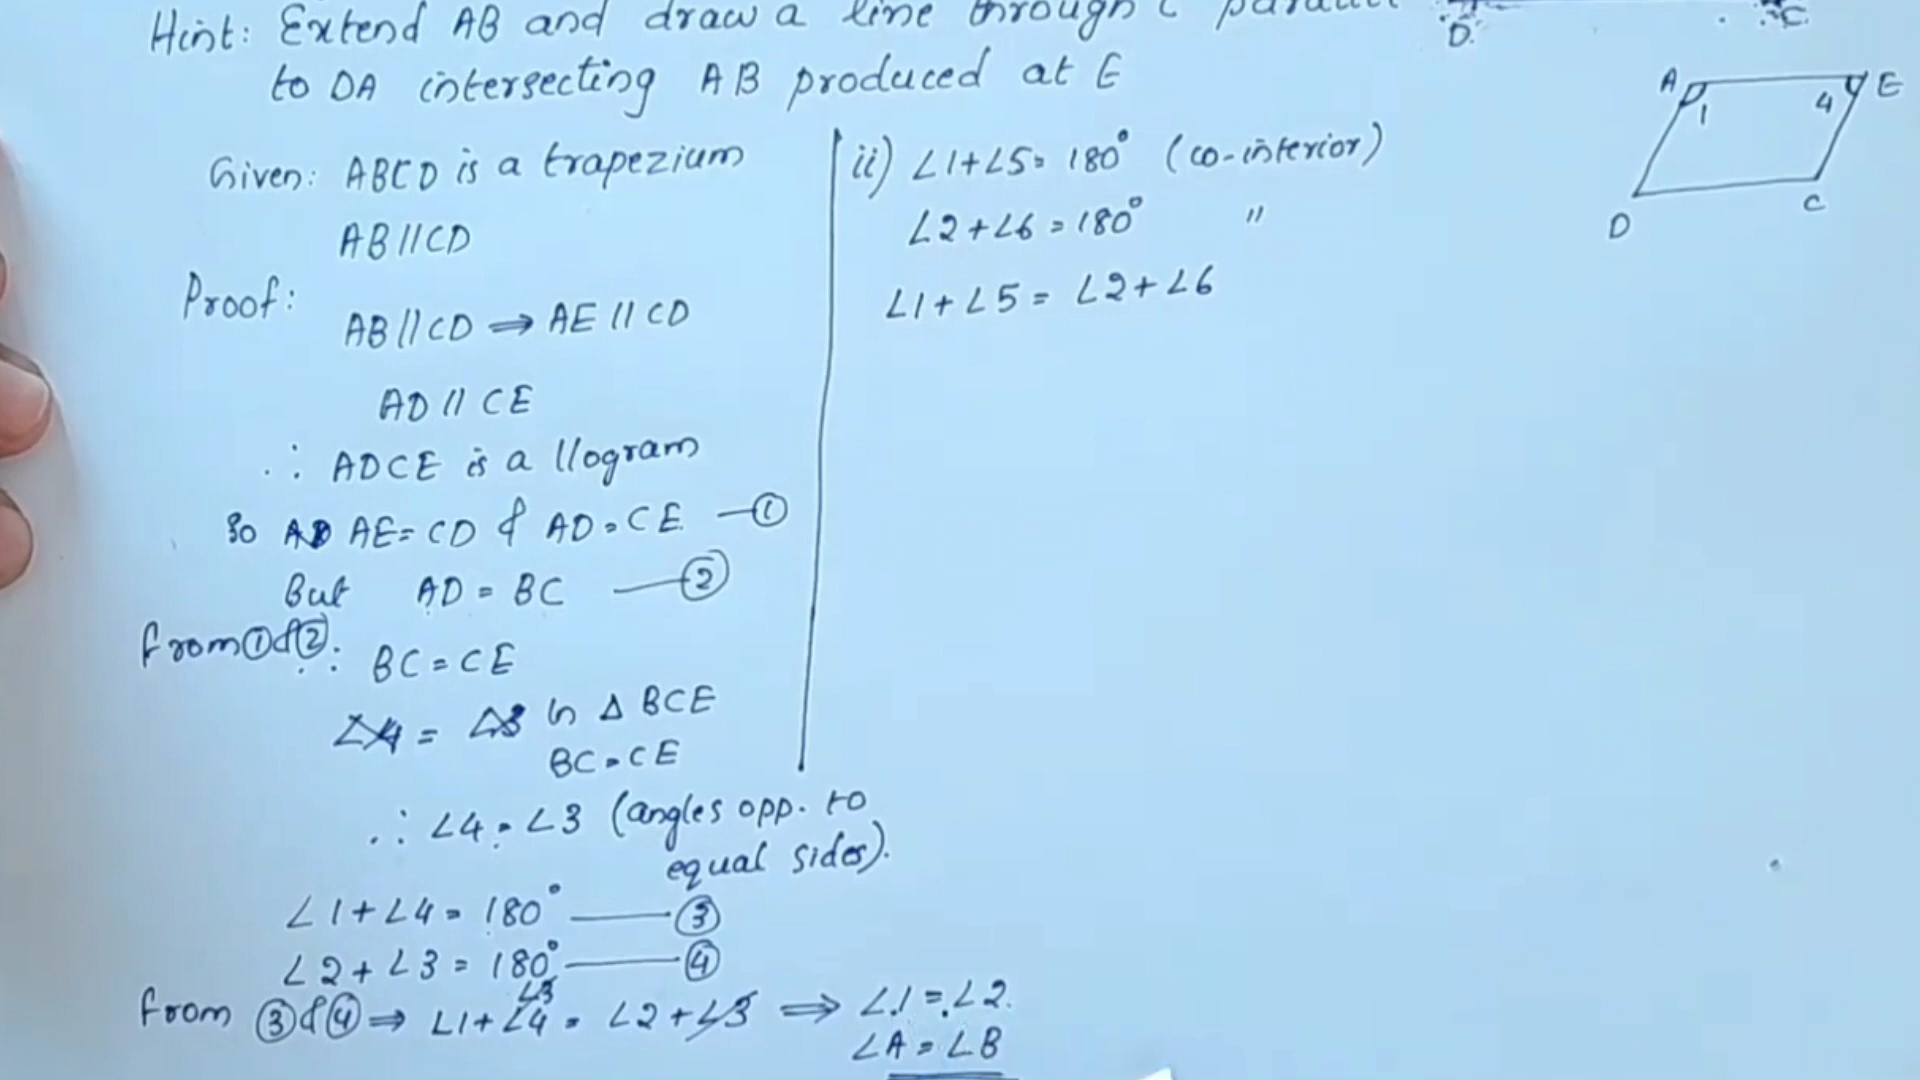 Hint: Extend AB and draw a line through C
to DA intersecting AB produced at E
Given: ABCD is a trapezium
AB//CD
Proof:
AB//CD ⇒ AE // CD
AD // CE
∴ ADCE is a //ogram
So AE = CD & AD = CE —①
But AD = BC —②
from ① & ② ∴ BC = CE
In △ BCE
BC = CE
∴ ∠4 = ∠3 (angles opp. to
equal sides).
∠1 + ∠4 = 180° —③
∠2 + ∠3 = 180° —④
∠3
from ③ & ④ ⇒ ∠1 + ∠4 = ∠2 + ∠3 ⇒ ∠1 = ∠2.
∠A = ∠B
ii) ∠1 + ∠5 = 180° (co-interior)
∠2 + ∠6 = 180° "
∠1 + ∠5 = ∠2 + ∠6
D
C
A
E
1
4
D
C